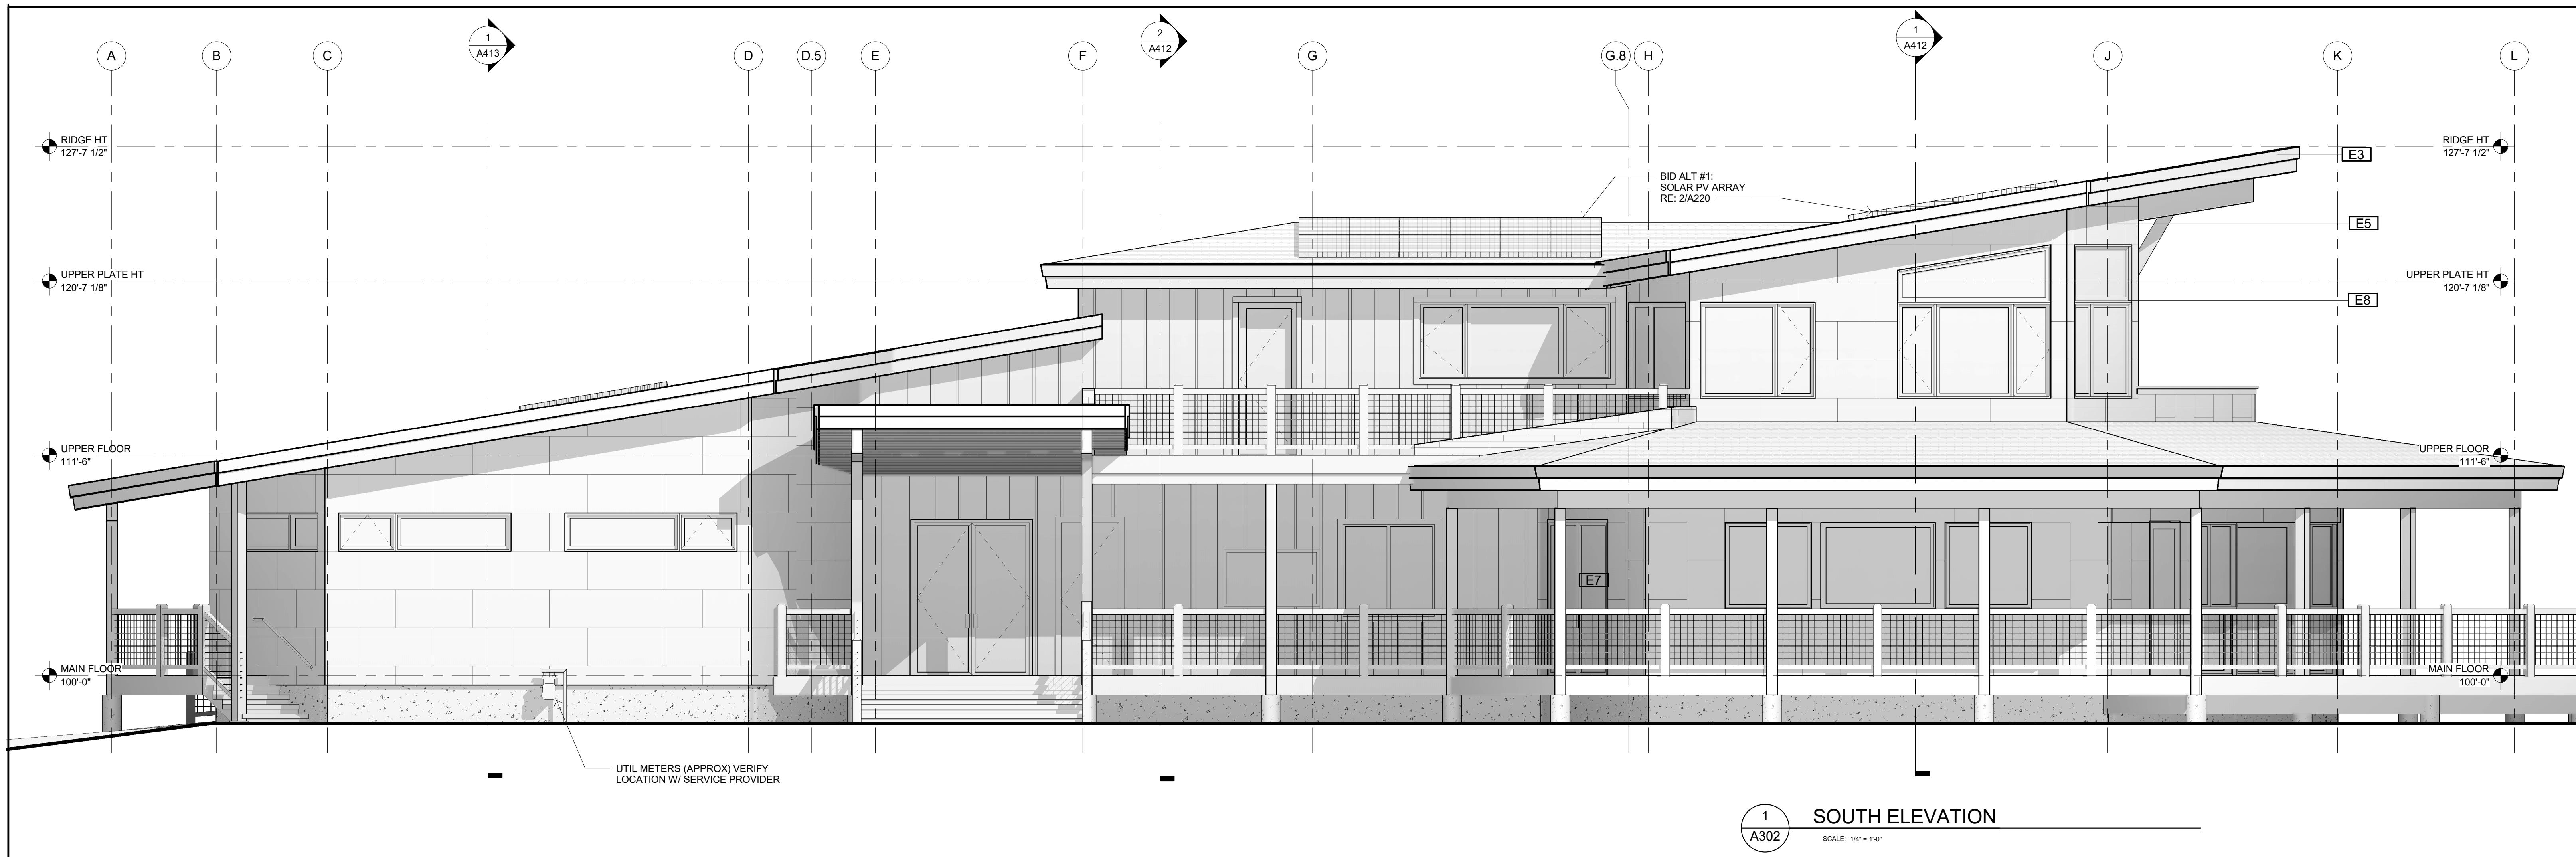 1
A413
2
A412
1
A412
A
B
C
D
D.5
E
F
G
G.8
H
J
K
L
RIDGE HT
127'-7 1/2"
RIDGE HT
127'-7 1/2"
E3
BID ALT #1:
SOLAR PV ARRAY
RE: 2/A220
E5
UPPER PLATE HT
120'-7 1/8"
UPPER PLATE HT
120'-7 1/8"
E8
UPPER FLOOR
111'-6"
UPPER FLOOR
111'-6"
E7
MAIN FLOOR
100'-0"
MAIN FLOOR
100'-0"
UTIL METERS (APPROX) VERIFY
LOCATION W/ SERVICE PROVIDER
1
A302
SOUTH ELEVATION
SCALE: 1/4" = 1'-0"